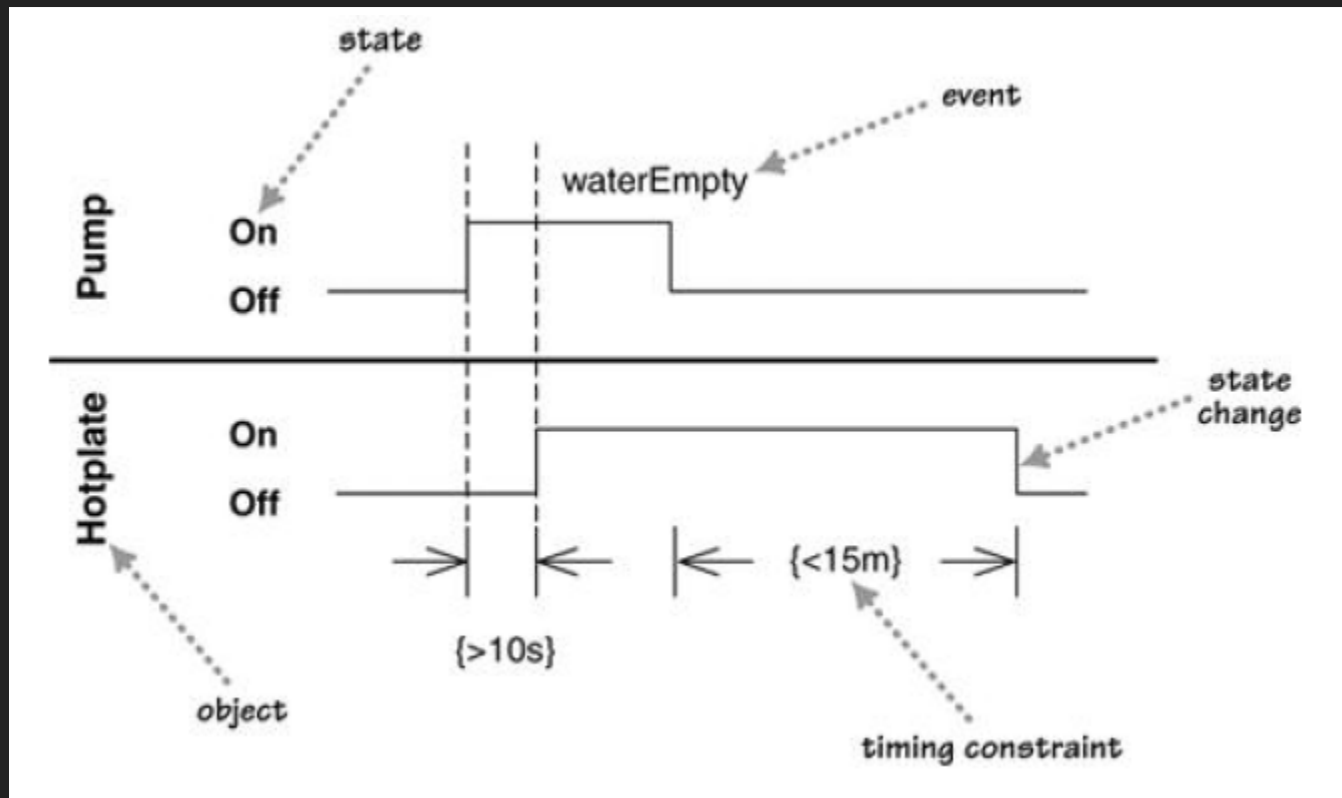 state
event
waterEmpty
Pump
On
Off
state
change
Hotplate
On
Off
{<15m}
{>10s}
object
timing constraint